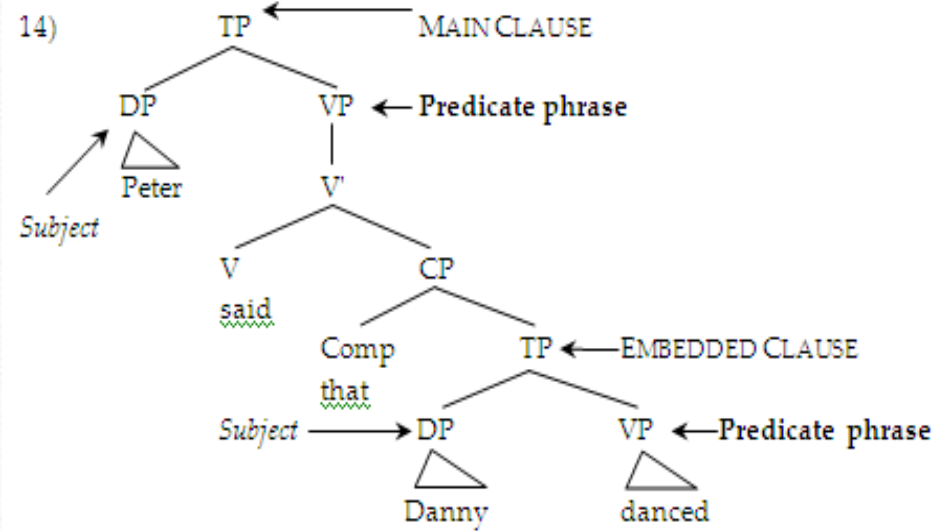 14) TP MAIN CLAUSE
DP VP Predicate phrase
Peter V'
Subject
V CP
said
Comp TP EMBEDDED CLAUSE
that
Subject DP VP Predicate phrase
Danny danced